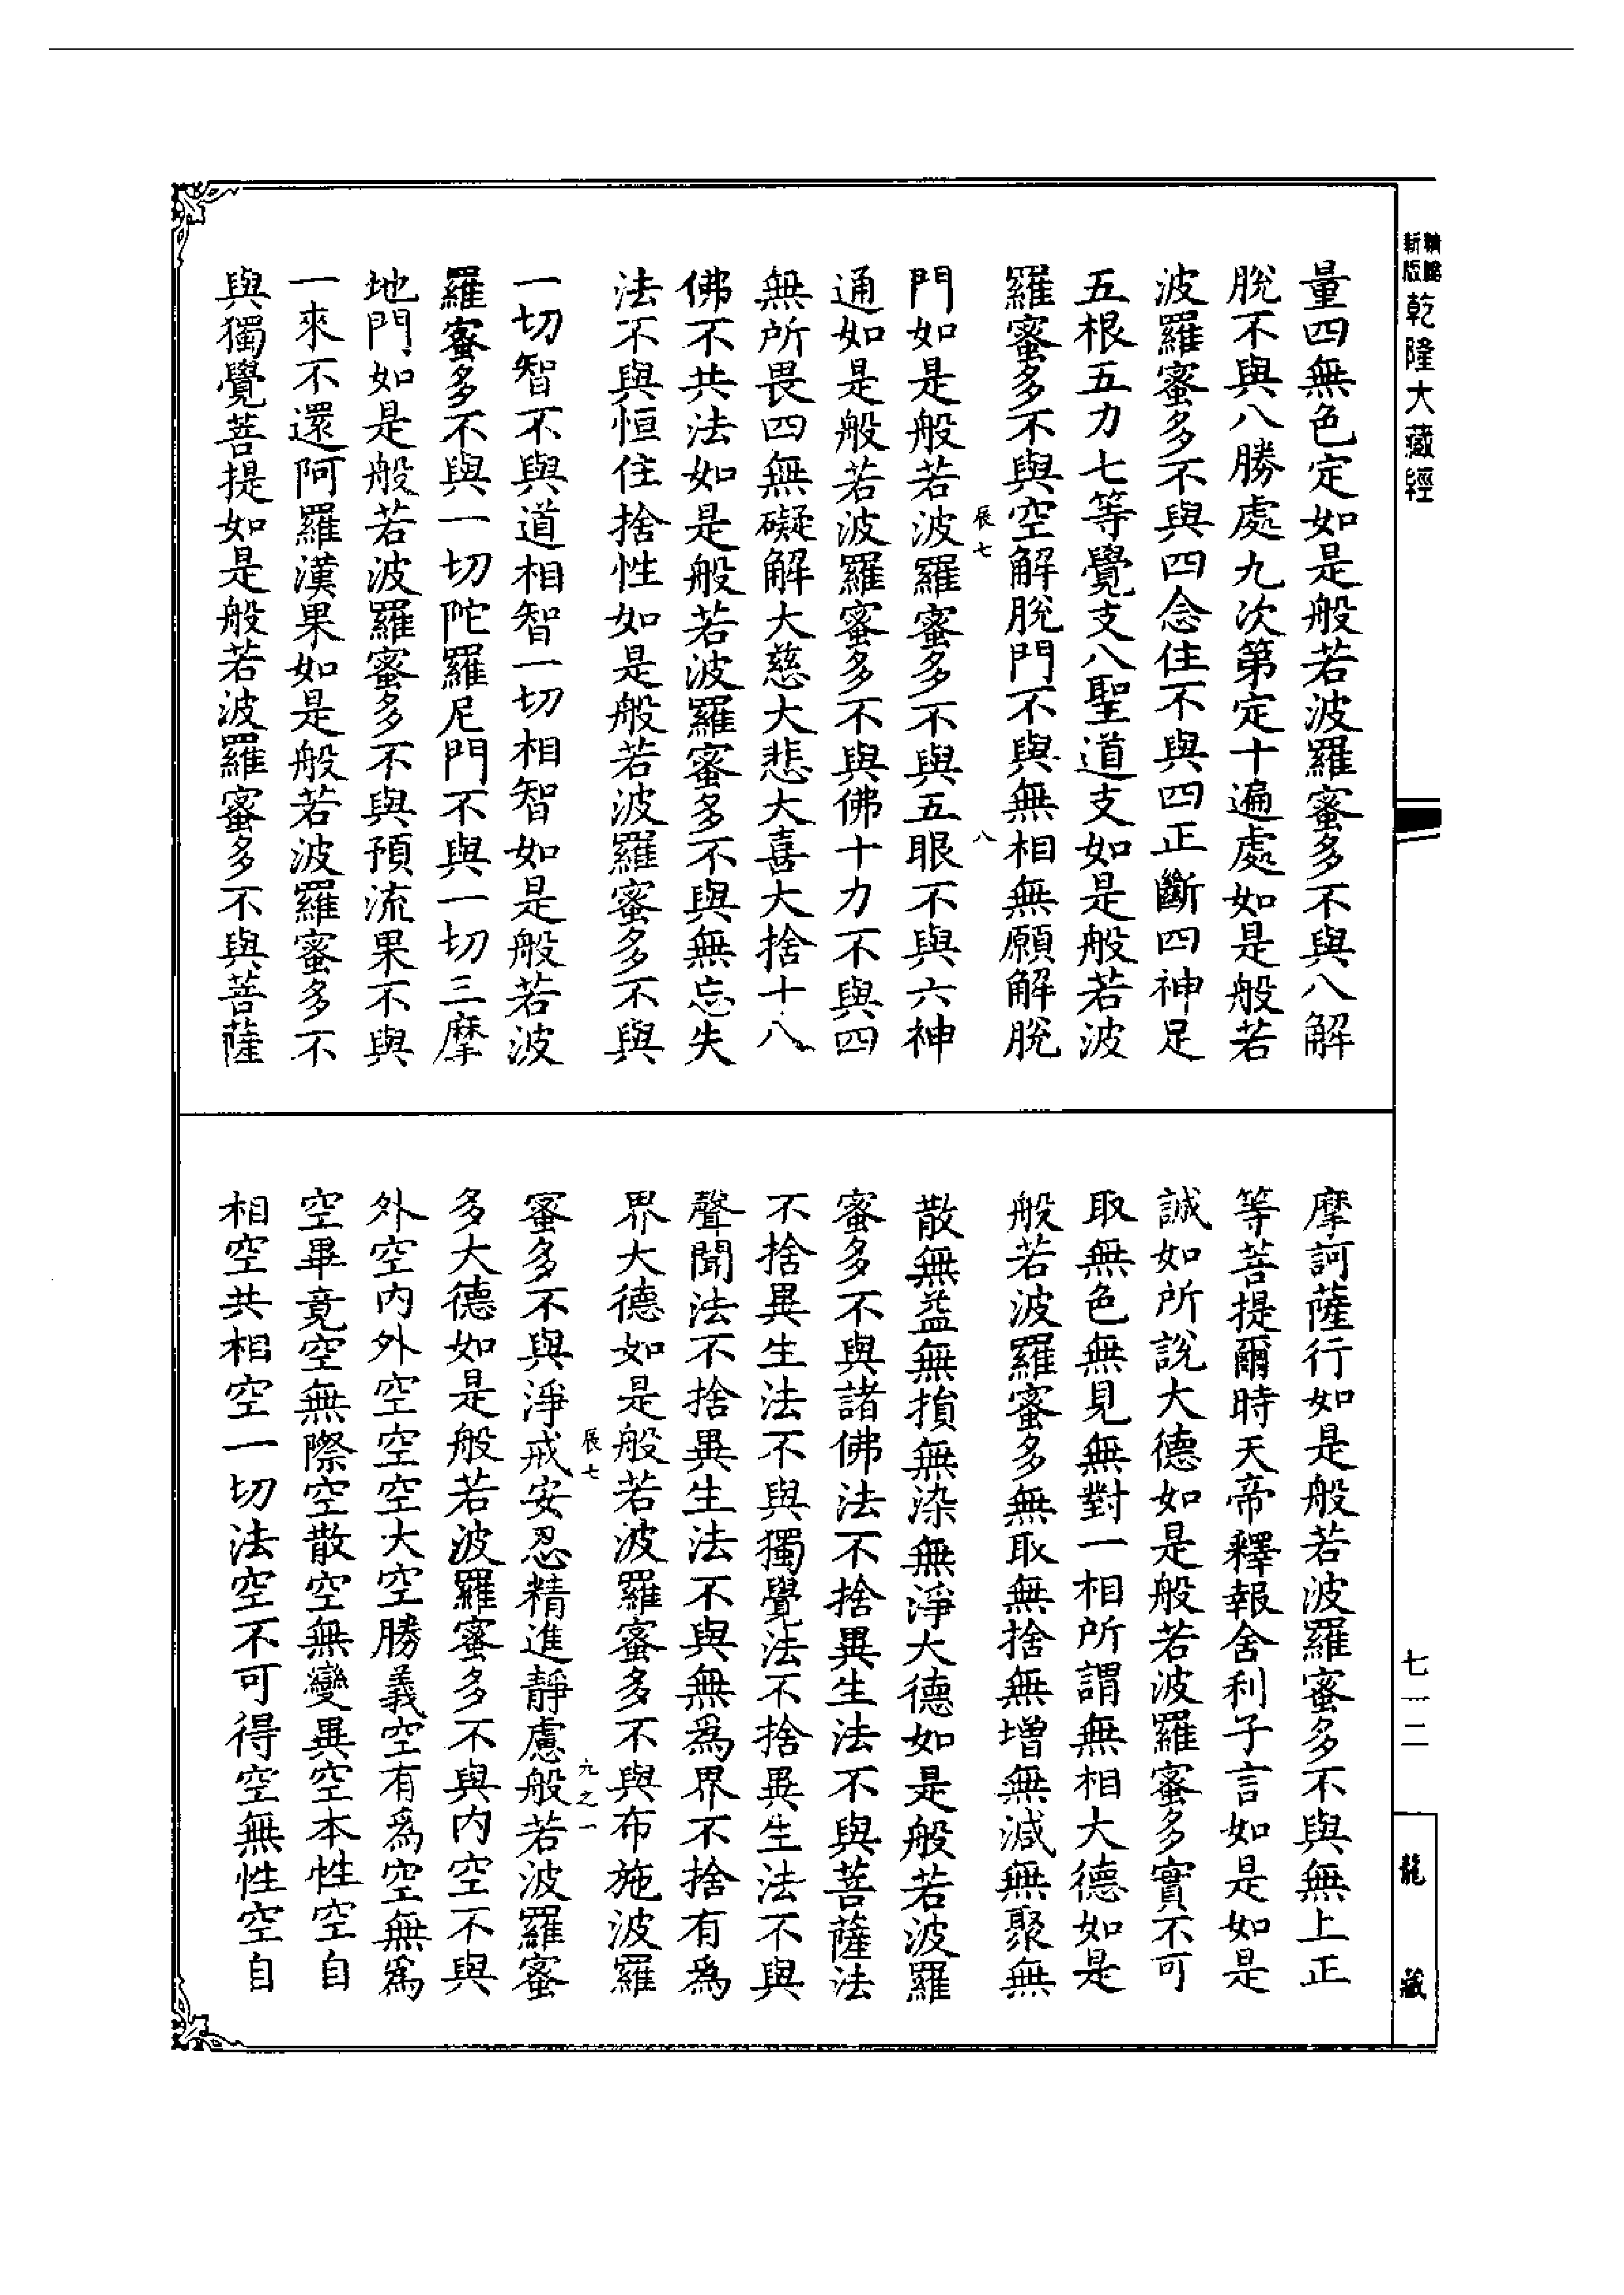 新版
乾隆大藏經
量四無色定如是般若波羅蜜多不與八解
脫不與八勝處九次第定十遍處如是般若
波羅蜜多不與四念住不與四正斷四神足
五根五力七等覺支八聖道支如是般若波
羅蜜多不與空解脫門不與無相無願解脫
辰七
八
門如是般若波羅蜜多不與五眼不與六神
通如是般若波羅蜜多不與佛十力不與四
無所畏四無礙解大慈大悲大喜大捨十八
佛不共法如是般若波羅蜜多不與無忘失
法不與恒住捨性如是般若波羅蜜多不與
一切智不與道相智一切相智如是般若波
羅蜜多不與一切陀羅尼門不與一切三摩
地門如是般若波羅蜜多不與預流果不與
一來不還阿羅漢果如是般若波羅蜜多不
與獨覺菩提如是般若波羅蜜多不與菩薩
摩訶薩行如是般若波羅蜜多不與無上正
等菩提爾時天帝釋報舍利子言如是如是
誠如所說大德如是般若波羅蜜多實不可
取無色無見無對一相所謂無相大德如是
般若波羅蜜多無取無捨無增無減無聚無
散無益無損無染無淨大德如是般若波羅
蜜多不與諸佛法不捨異生法不與菩薩法
不捨異生法不與獨覺法不捨異生法不與
聲聞法不捨異生法不與無為界不捨有為
界大德如是般若波羅蜜多不與布施波羅
辰七
九之一
蜜多不與淨戒安忍精進靜慮般若波羅蜜
多大德如是般若波羅蜜多不與內空不與
外空內外空空空大空勝義空有為空無為
空畢竟空無際空散空無變異空本性空自
相空共相空一切法空不可得空無性空自
七一二
龍藏